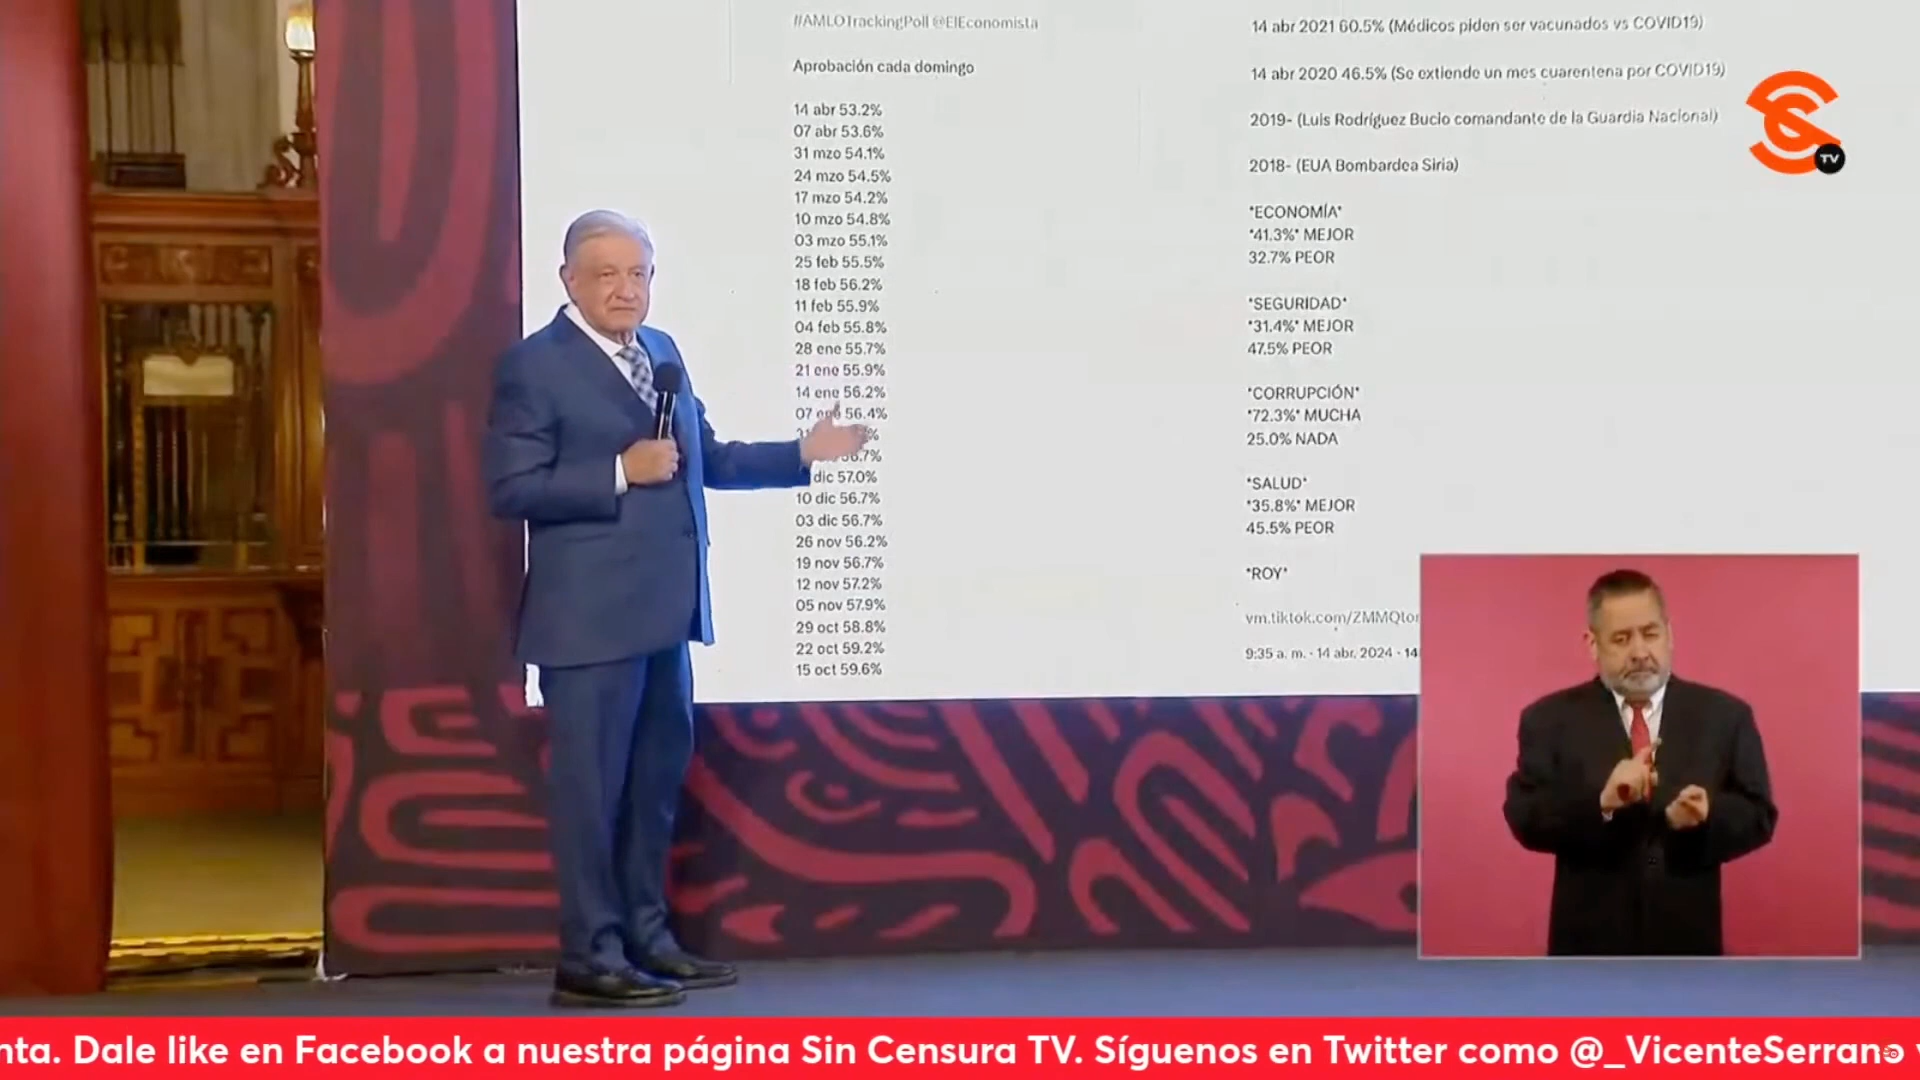 #AMLOTrackingPoll @ElEconomista
Aprobación cada domingo
14 abr 53.2%
07 abr 53.6%
31 mzo 54.1%
24 mzo 54.5%
17 mzo 54.2%
10 mzo 54.8%
03 mzo 55.1%
25 feb 55.5%
18 feb 56.2%
11 feb 55.9%
04 feb 55.8%
28 ene 55.7%
21 ene 55.9%
14 ene 56.2%
07 ene 56.4%
dic 57.0%
10 dic 56.7%
03 dic 56.7%
26 nov 56.2%
19 nov 56.7%
12 nov 57.2%
05 nov 57.9%
29 oct 58.8%
22 oct 59.2%
15 oct 59.6%
14 abr 2021 60.5% (Médicos piden ser vacunados vs COVID19)
14 abr 2020 46.5% (Se extiende un mes cuarentena por COVID19)
2019- (Luis Rodríguez Bucio comandante de la Guardia Nacional)
2018- (EUA Bombardea Siria)
*ECONOMÍA*
*41.3%* MEJOR
32.7% PEOR
*SEGURIDAD*
*31.4%* MEJOR
47.5% PEOR
*CORRUPCIÓN*
*72.3%* MUCHA
25.0% NADA
*SALUD*
*35.8%* MEJOR
45.5% PEOR
*ROY*
vm.tiktok.com/ZMMQto
9:35 a. m. · 14 abr. 2024 · 14
TV
nta. Dale like en Facebook a nuestra página Sin Censura TV. Síguenos en Twitter como @_VicenteSerrano